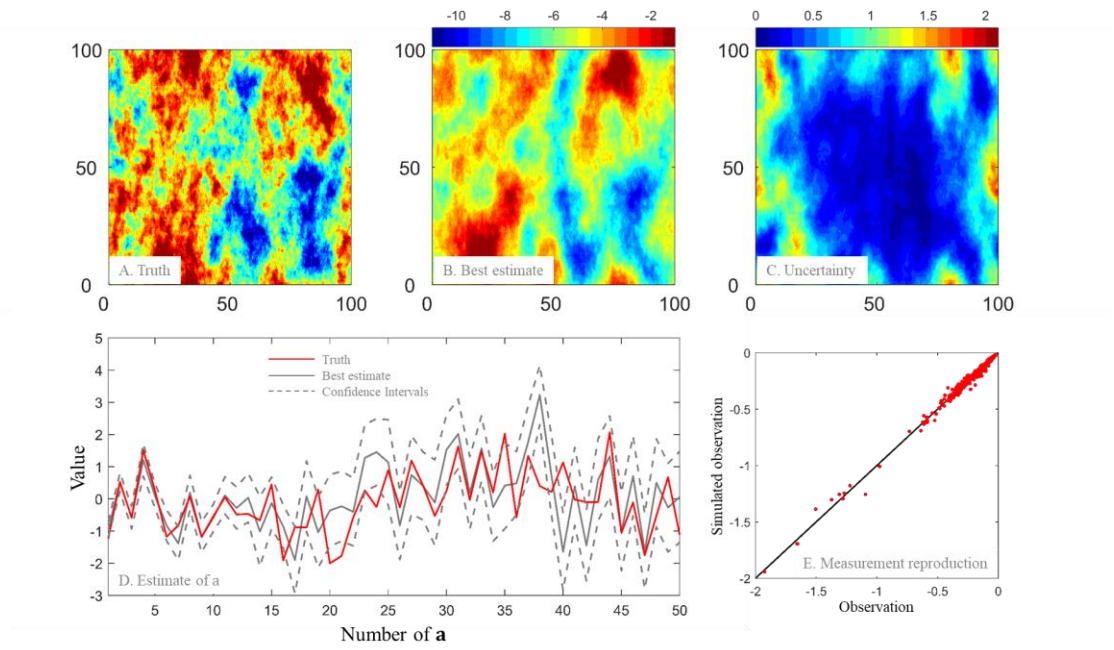 -10 -8 -6 -4 -2
0 0.5 1 1.5 2
100
50
0
A. Truth
0 50 100
100
50
0
B. Best estimate
0 50 100
100
50
0
C. Uncertainty
0 50 100
5
4
3
2
1
0
-1
-2
-3
Value
Truth
Best estimate
Confidence Intervals
D. Estimate of a
5 10 15 20 25 30 35 40 45 50
Number of a
0
-0.5
-1
-1.5
-2
Simulated observation
E. Measurement reproduction
-2 -1.5 -1 -0.5 0
Observation